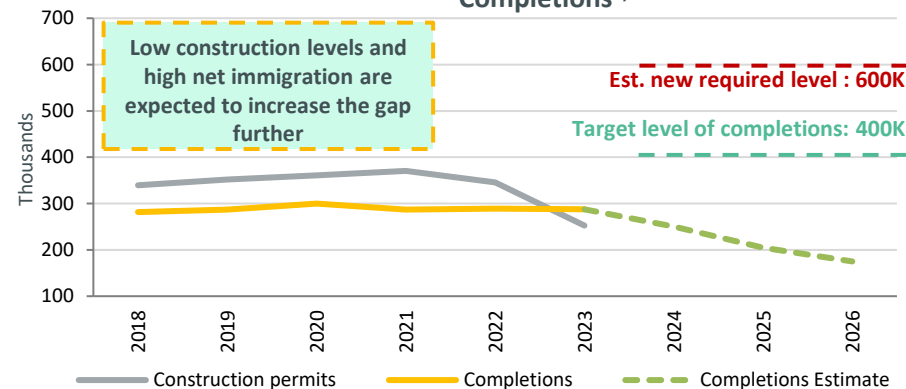 Completions
700
600
500
400
300
200
100
Thousands
Low construction levels and
high net immigration are
expected to increase the gap
further
Est. new required level : 600K
Target level of completions: 400K
2018
2019
2020
2021
2022
2023
2024
2025
2026
Construction permits
Completions
Completions Estimate